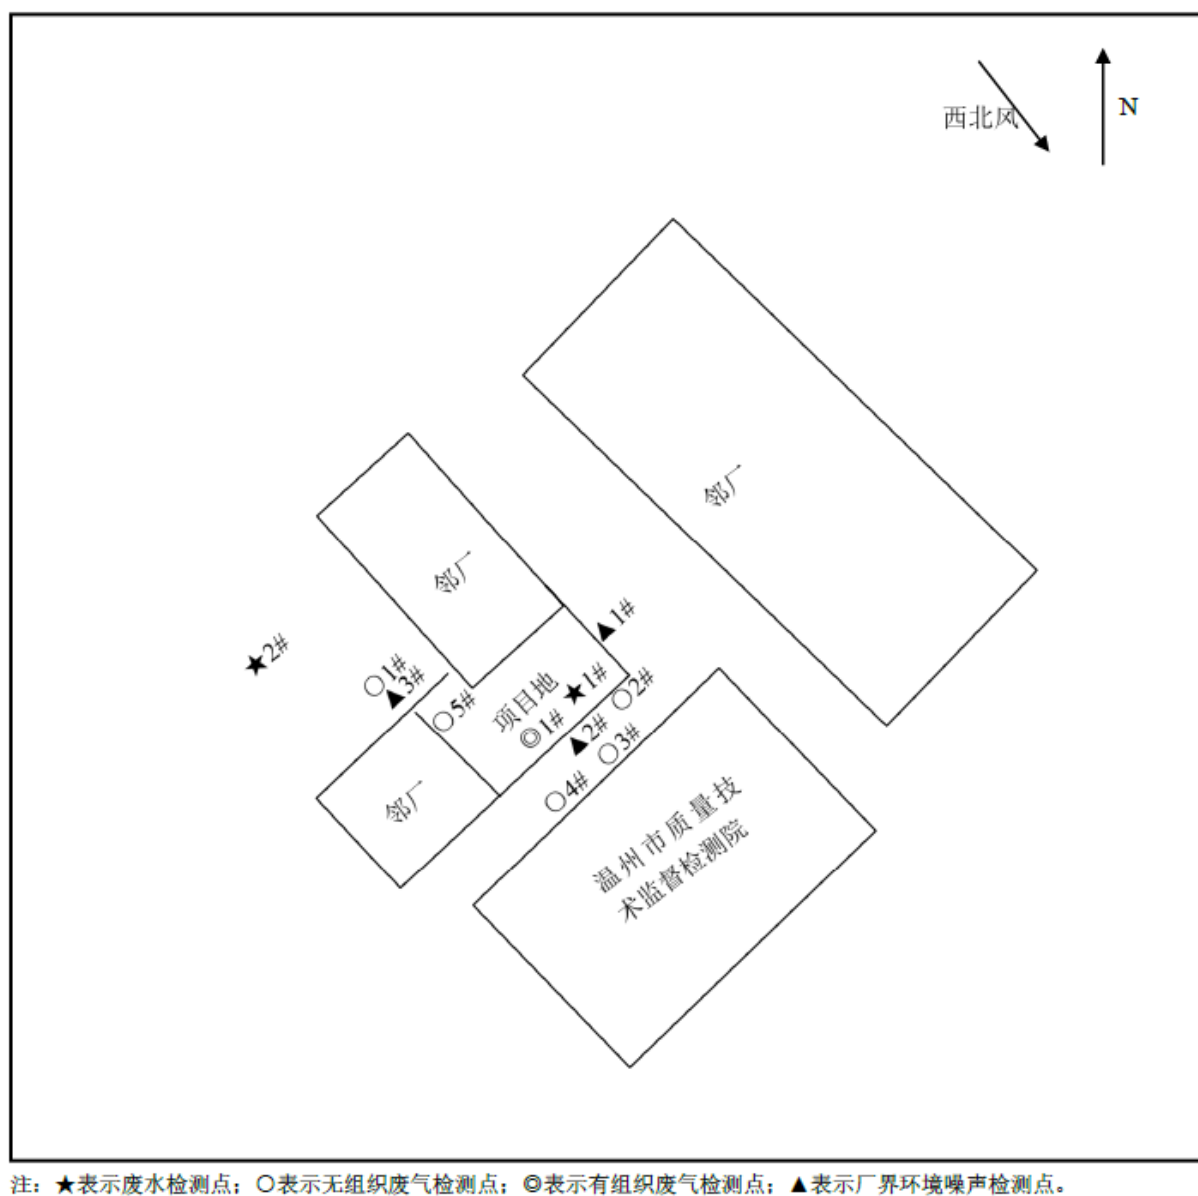 西北风
N
邻厂
邻厂
▲1#
★2#
○1#
▲3#
○5#
项目地
★1#
◎1#
○2#
▲2#
○3#
○4#
邻厂
温州市质量技
术监督检测院
注：★表示废水检测点；○表示无组织废气检测点；◎表示有组织废气检测点；▲表示厂界环境噪声检测点。